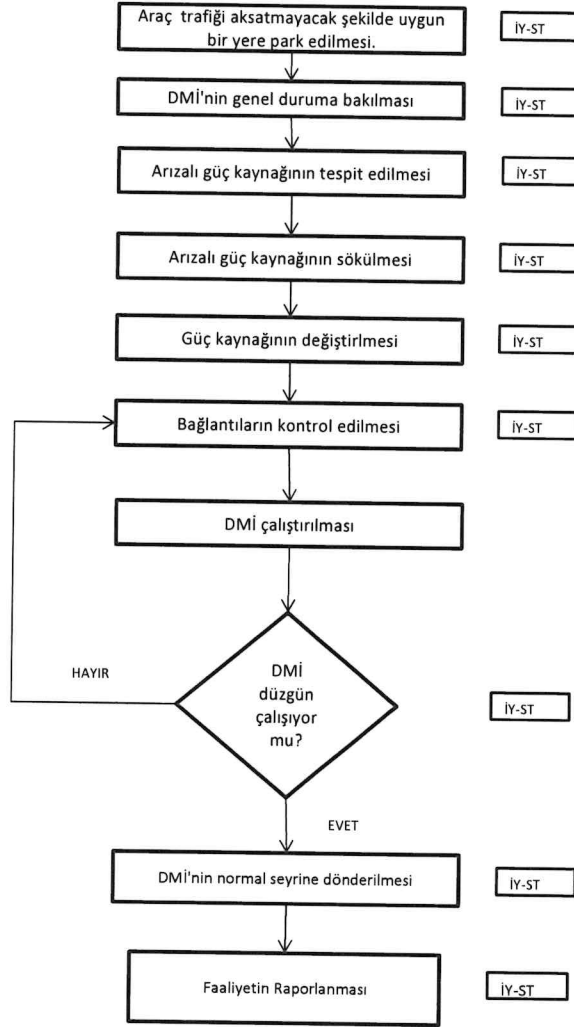 Araç trafiği aksatmayacak şekilde uygun
bir yere park edilmesi.
İY-ST
DMİ'nin genel duruma bakılması
İY-ST
Arızalı güç kaynağının tespit edilmesi
İY-ST
Arızalı güç kaynağının sökülmesi
İY-ST
Güç kaynağının değiştirlmesi
İY-ST
Bağlantıların kontrol edilmesi
İY-ST
DMİ çalıştırılması
HAYIR
DMİ
düzgün
çalışıyor
mu?
İY-ST
EVET
DMİ'nin normal seyrine dönderilmesi
İY-ST
Faaliyetin Raporlanması
İY-ST